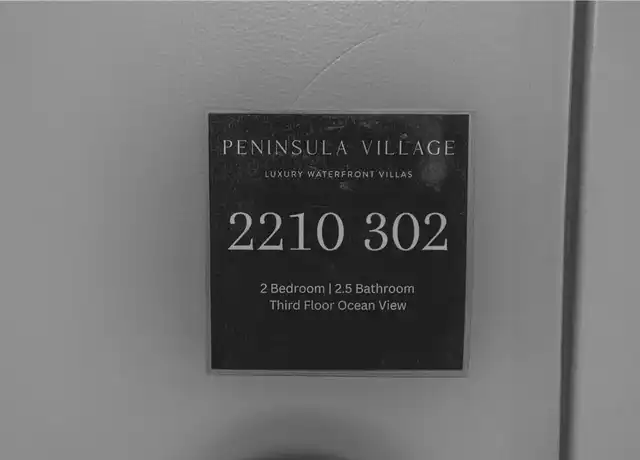 PENINSULA VILLAGE
LUXURY WATERFRONT VILLAS
2210 302
2 Bedroom | 2.5 Bathroom
Third Floor Ocean View